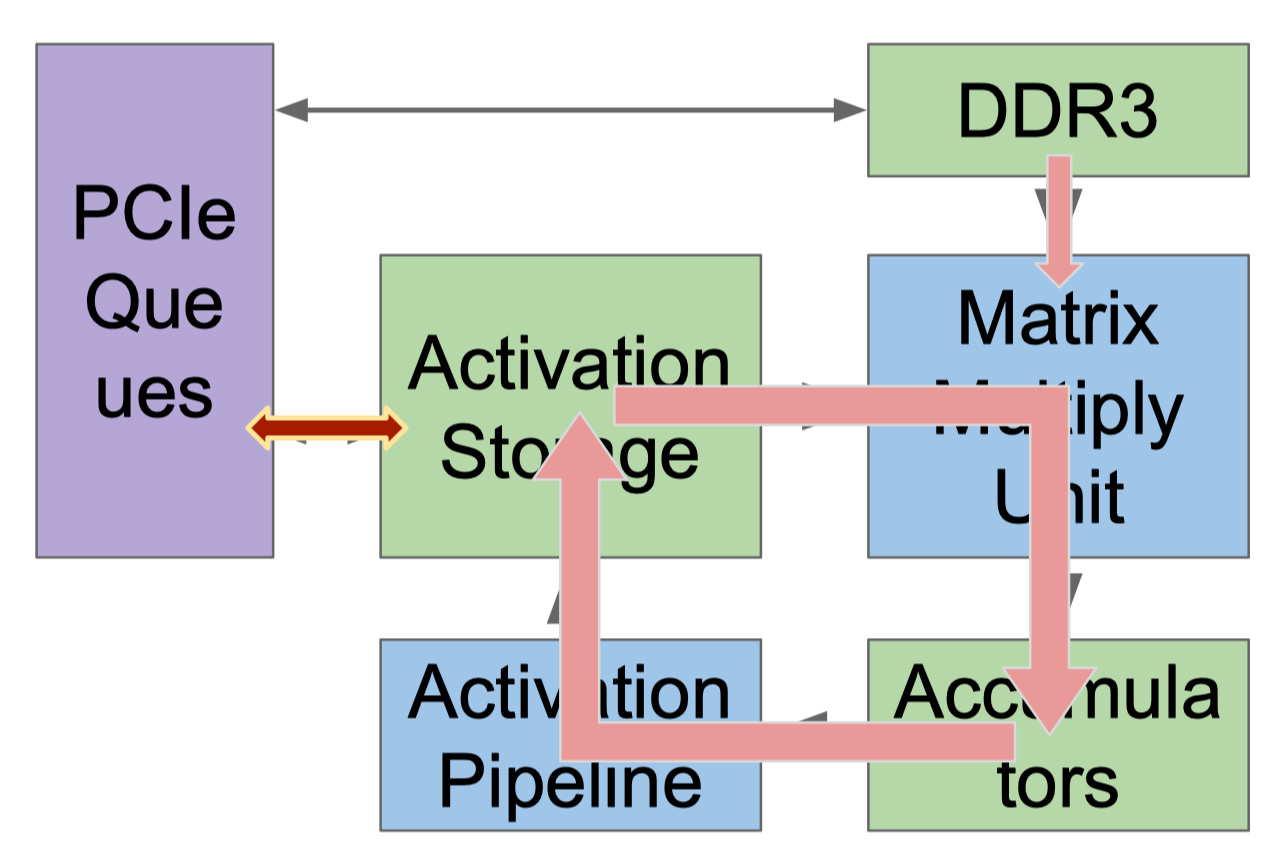 PCIe
Que
ues
DDR3
Activation
Storage
Matrix
Multiply
Unit
Activation
Pipeline
Accumula
tors